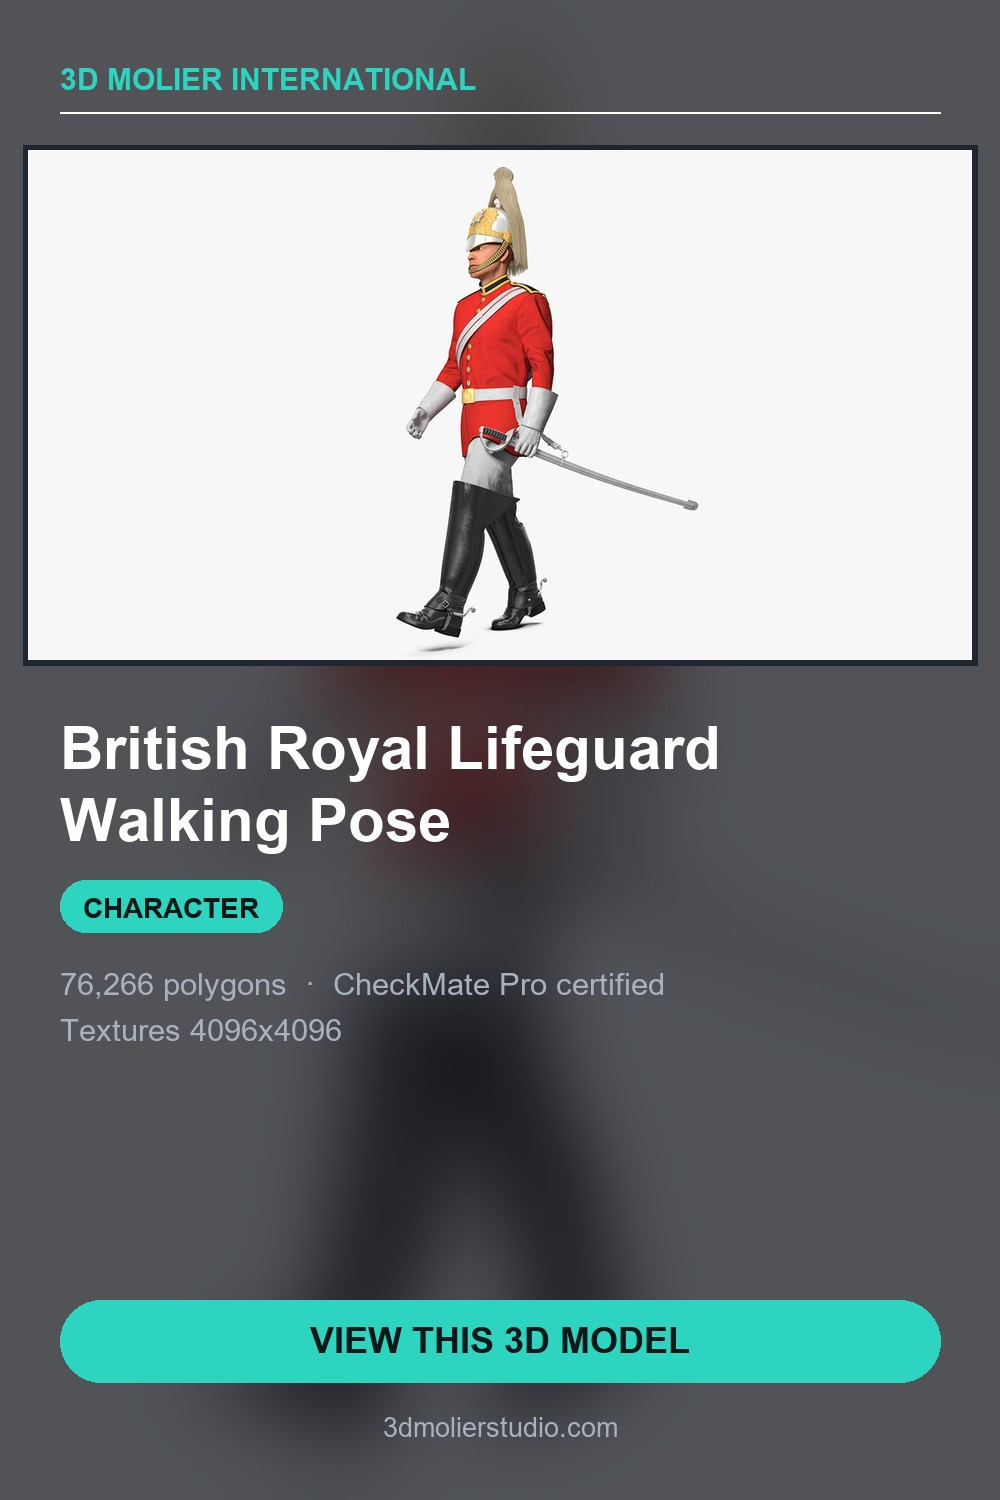 3D MOLIER INTERNATIONAL
British Royal Lifeguard
Walking Pose
CHARACTER
76,266 polygons · CheckMate Pro certified
Textures 4096x4096
VIEW THIS 3D MODEL
3dmolierstudio.com